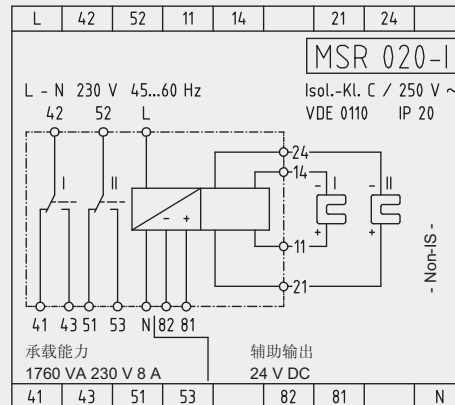 L 42 52 11 14 21 24
MSR 020-I
L - N 230 V 45...60 Hz
Isol.-Kl. C / 250 V ~
VDE 0110 IP 20
42 52 L
24
14
I II - I - II
- +
+ +
11
21
- Non-IS -
41 43 51 53 N 82 81
承载能力 辅助输出
1760 VA 230 V 8 A 24 V DC
41 43 51 53 82 81 N